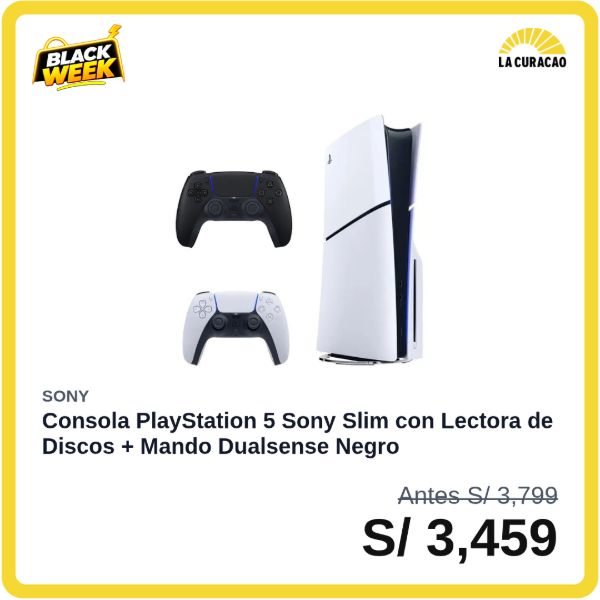 BLACK
WEEK
LA CURACAO
SONY
Consola PlayStation 5 Sony Slim con Lectora de
Discos + Mando Dualsense Negro
Antes S/ 3,799
S/ 3,459